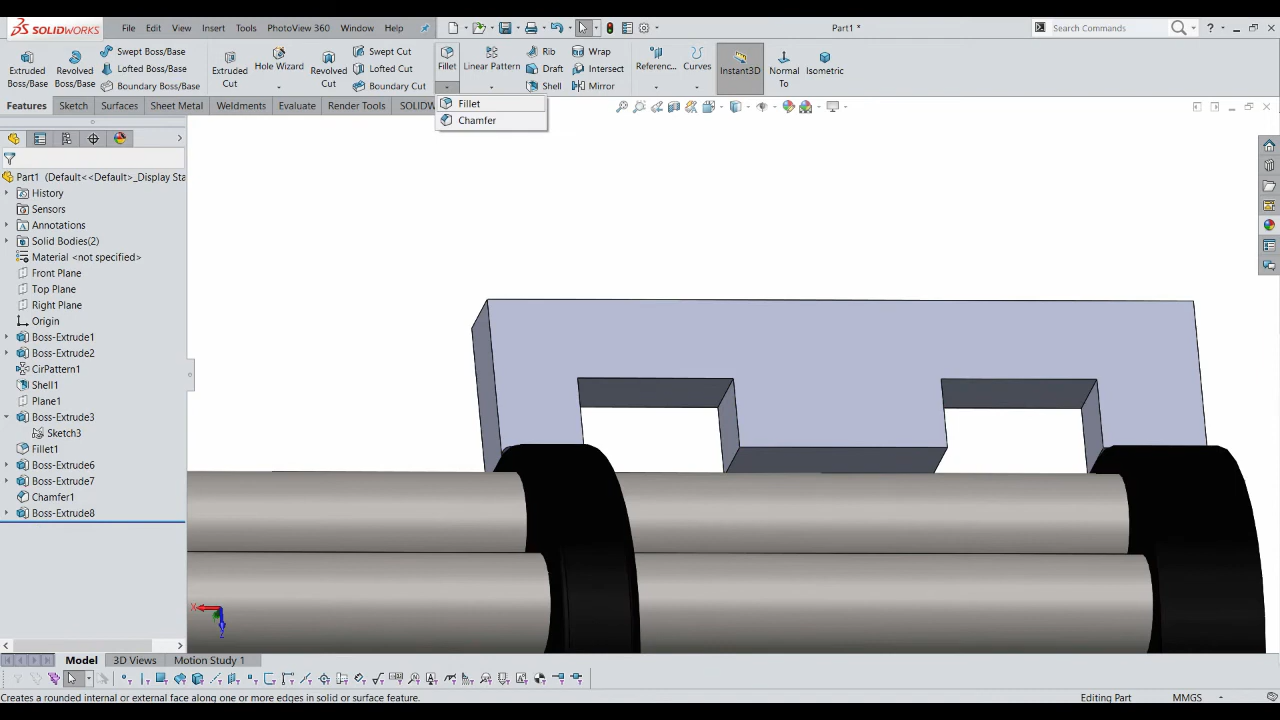 SOLIDWORKS File Edit View Insert Tools PhotoView 360 Window Help Part1 * Search Commands ?
Extruded Boss/Base
Revolved Boss/Base
Swept Boss/Base
Lofted Boss/Base
Boundary Boss/Base
Extruded Cut
Hole Wizard
Revolved Cut
Swept Cut
Lofted Cut
Boundary Cut
Fillet
Linear Pattern
Rib
Draft
Shell
Wrap
Intersect
Mirror
Referenc...
Curves
Instant3D
Normal To
Isometric
Features Sketch Surfaces Sheet Metal Weldments Evaluate Render Tools SOLIDW
Fillet
Chamfer
Part1 (Default<<Default>_Display Sta
History
Sensors
Annotations
Solid Bodies(2)
Material <not specified>
Front Plane
Top Plane
Right Plane
Origin
Boss-Extrude1
Boss-Extrude2
CirPattern1
Shell1
Plane1
Boss-Extrude3
Sketch3
Fillet1
Boss-Extrude6
Boss-Extrude7
Chamfer1
Boss-Extrude8
X
Z
Model 3D Views Motion Study 1
Creates a rounded internal or external face along one or more edges in solid or surface feature. Editing Part MMGS